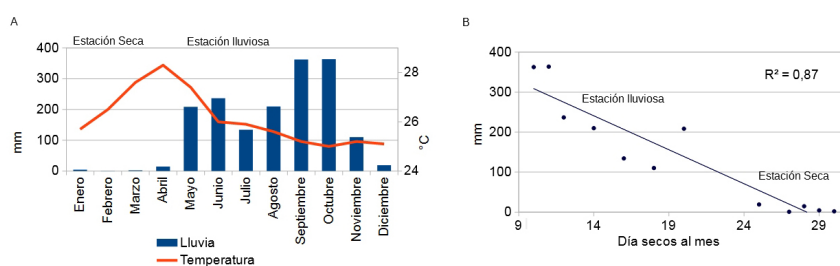 A
Estación Seca
Estación lluviosa
400
300
200
100
0
mm
28
26
24
°C
Enero
Febrero
Marzo
Abril
Mayo
Junio
Julio
Agosto
Septiembre
Octubre
Noviembre
Diciembre
Lluvia
Temperatura
B
400
300
200
100
0
mm
R² = 0,87
Estación lluviosa
Estación Seca
9
14
19
24
29
Día secos al mes